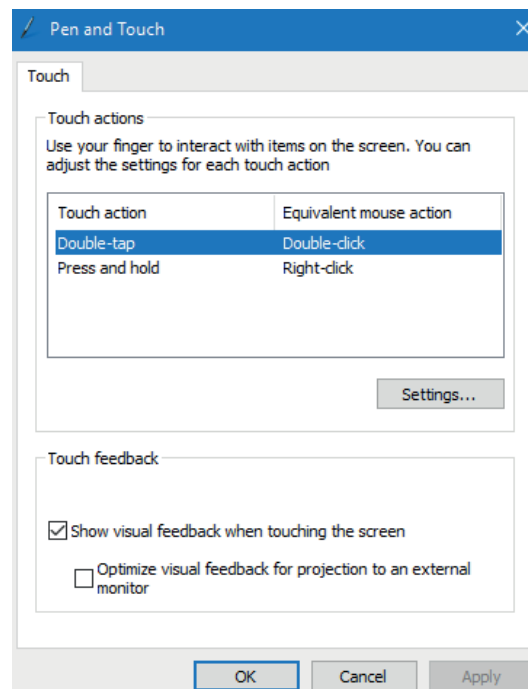 Pen and Touch
Touch
Touch actions
Use your finger to interact with items on the screen. You can
adjust the settings for each touch action
Touch action Equivalent mouse action
Double-tap Double-click
Press and hold Right-click
Settings...
Touch feedback
Show visual feedback when touching the screen
Optimize visual feedback for projection to an external
monitor
OK Cancel Apply